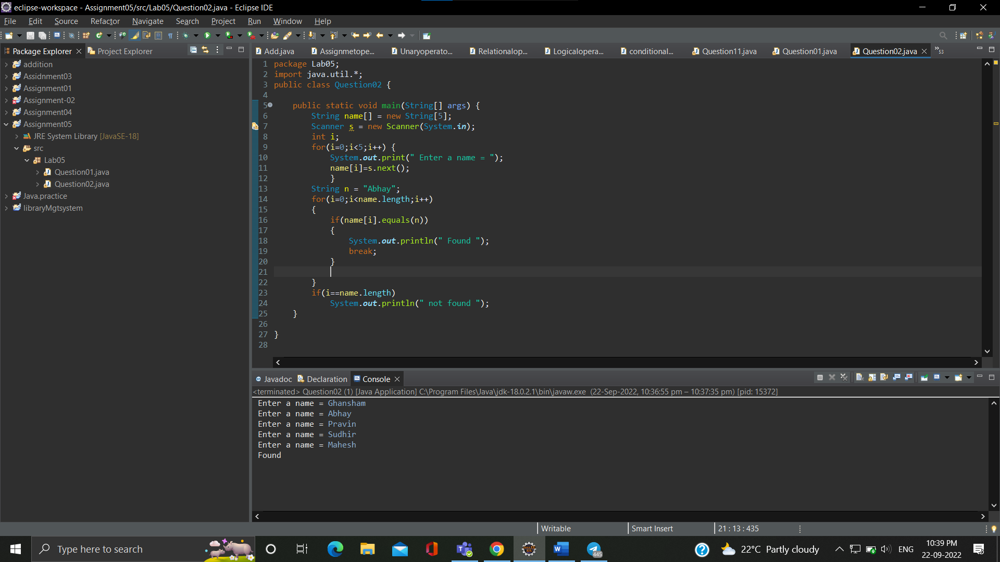 eclipse-workspace - Assignment05/src/Lab05/Question02.java - Eclipse IDE
File Edit Source Refactor Navigate Search Project Run Window Help
Package Explorer Project Explorer
addition
Assidnment03
Assignment01
Assignment-02
Assignment04
Assignment05
JRE System Library [JavaSE-18]
src
Lab05
Question01.java
Question02.java
Java.practice
libraryMgtsystem
Add.java Assignmetope... Unaryoperato... Relationalop... Logicalopera... conditional... Question11.java Question01.java Question02.java »53
1 package Lab05;
2 import java.util.*;
3 public class Question02 {
4
5 public static void main(String[] args) {
6 String name[] = new String[5];
7 Scanner s = new Scanner(System.in);
8 int i;
9 for(i=0;i<5;i++) {
10 System.out.print(" Enter a name = ");
11 name[i]=s.next();
12 }
13 String n = "Abhay";
14 for(i=0;i<name.length;i++)
15 {
16 if(name[i].equals(n))
17 {
18 System.out.println(" Found ");
19 break;
20 }
21
22 }
23 if(i==name.length)
24 System.out.println(" not found ");
25 }
26
27 }
28
Javadoc Declaration Console
<terminated> Question02 (1) [Java Application] C:\Program Files\Java\jdk-18.0.2.1\bin\javaw.exe (22-Sep-2022, 10:36:55 pm – 10:37:35 pm) [pid: 15372]
Enter a name = Ghansham
Enter a name = Abhay
Enter a name = Pravin
Enter a name = Sudhir
Enter a name = Mahesh
Found
Writable Smart Insert 21 : 13 : 435
Type here to search
445
22°C Partly cloudy
ENG
10:39 PM
22-09-2022